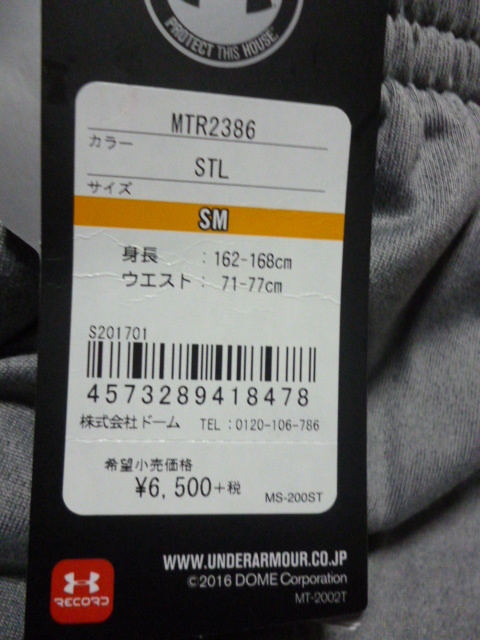 PROTECT THIS HOUSE
MTR2386
カラー
STL
サイズ
SM
身長 : 162-168cm
ウエスト : 71-77cm
S201701
4573289418478
株式会社ドーム TEL : 0120-106-786
希望小売価格
¥6,500+税
MS-200ST
WWW.UNDERARMOUR.CO.JP
©2016 DOME Corporation
MT-2002T
RECORD